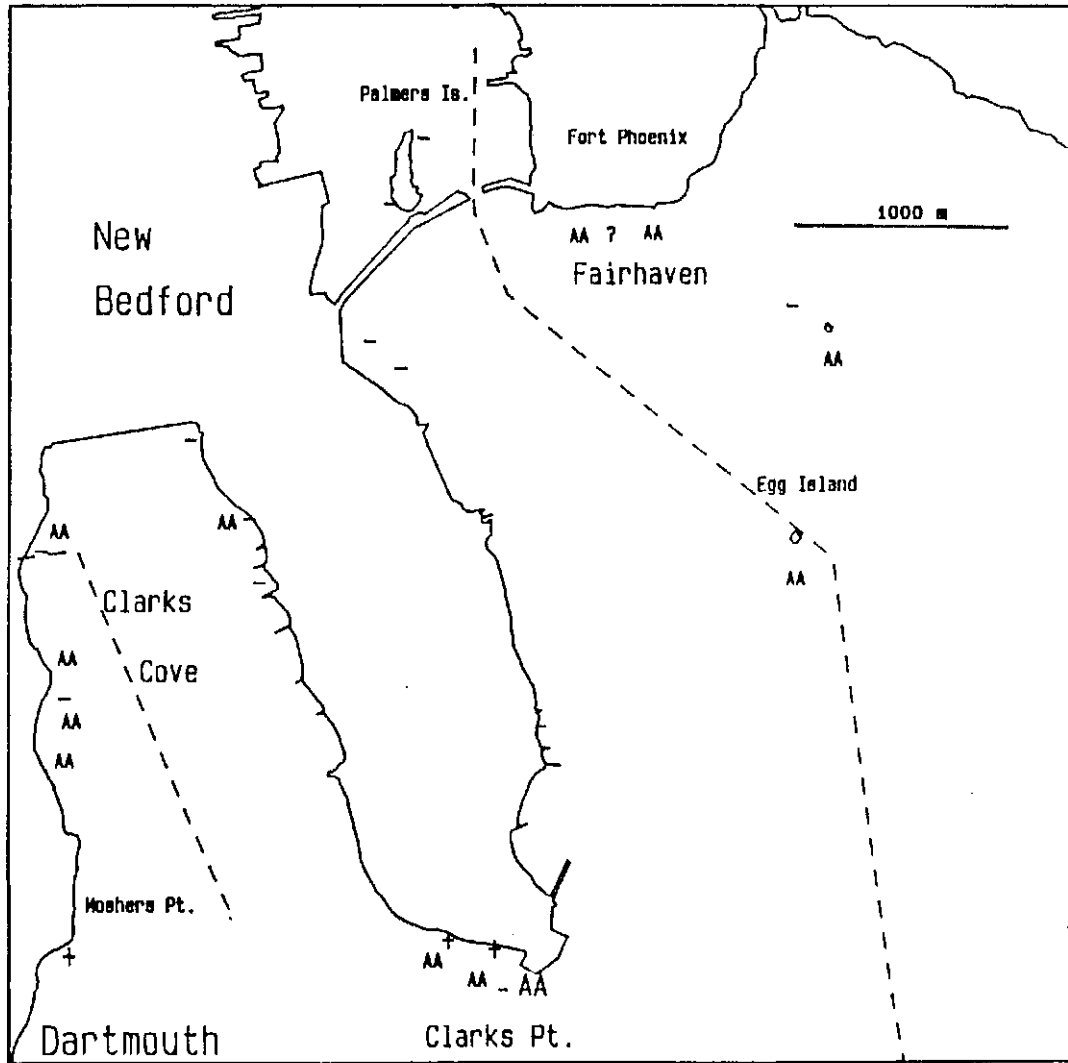 Palmers Is.
Fort Phoenix
1000 m
New
Bedford
AA ? AA
Fairhaven
AA
Egg Island
AA
AA
AA
Clarks
Cove
AA
AA
AA
Moshers Pt.
AA
AA
AA
Dartmouth
Clarks Pt.